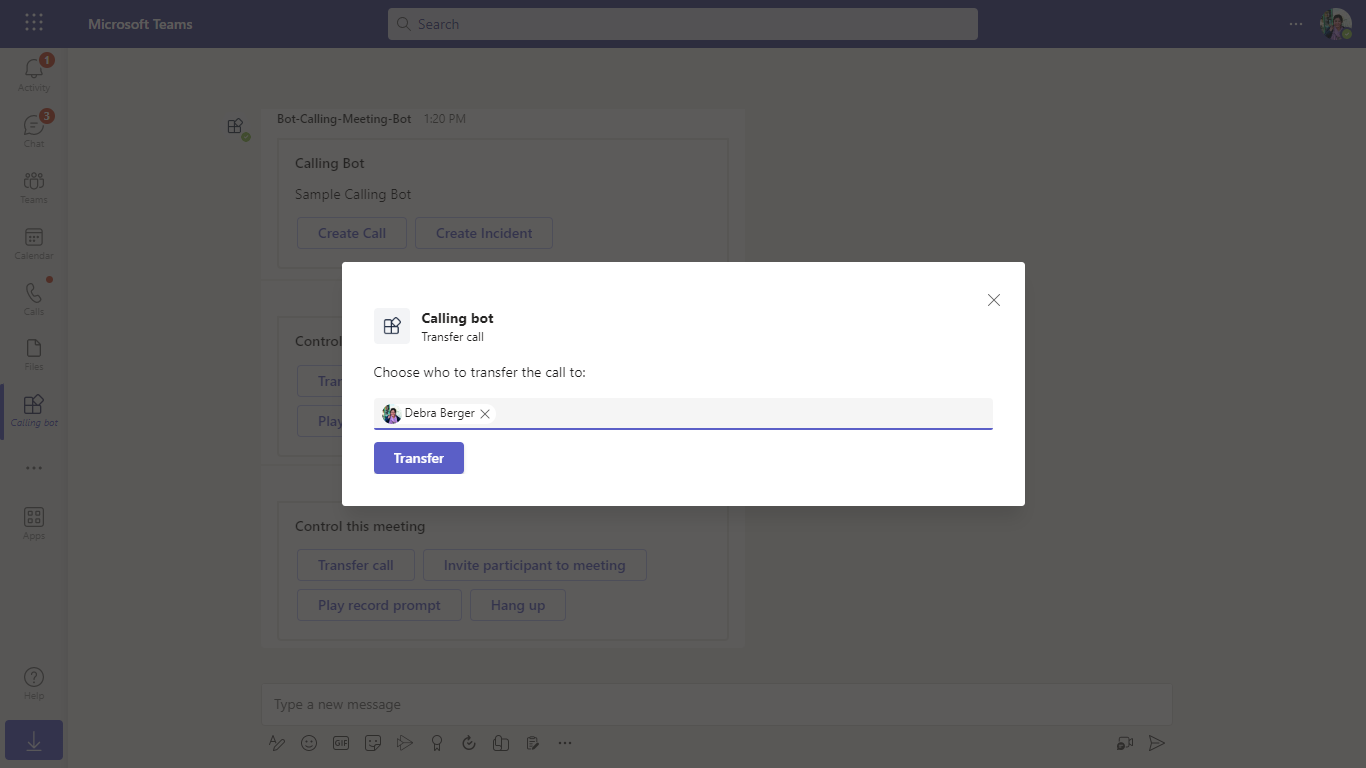 Microsoft Teams
Search
1
Activity
3
Chat
Teams
Calendar
Calls
Files
Calling bot
Apps
Help
Bot-Calling-Meeting-Bot 1:20 PM
Calling Bot
Sample Calling Bot
Create Call Create Incident
Control
Tran
Play
Calling bot
Transfer call
Choose who to transfer the call to:
Debra Berger
Transfer
Control this meeting
Transfer call Invite participant to meeting
Play record prompt Hang up
Type a new message
GIF